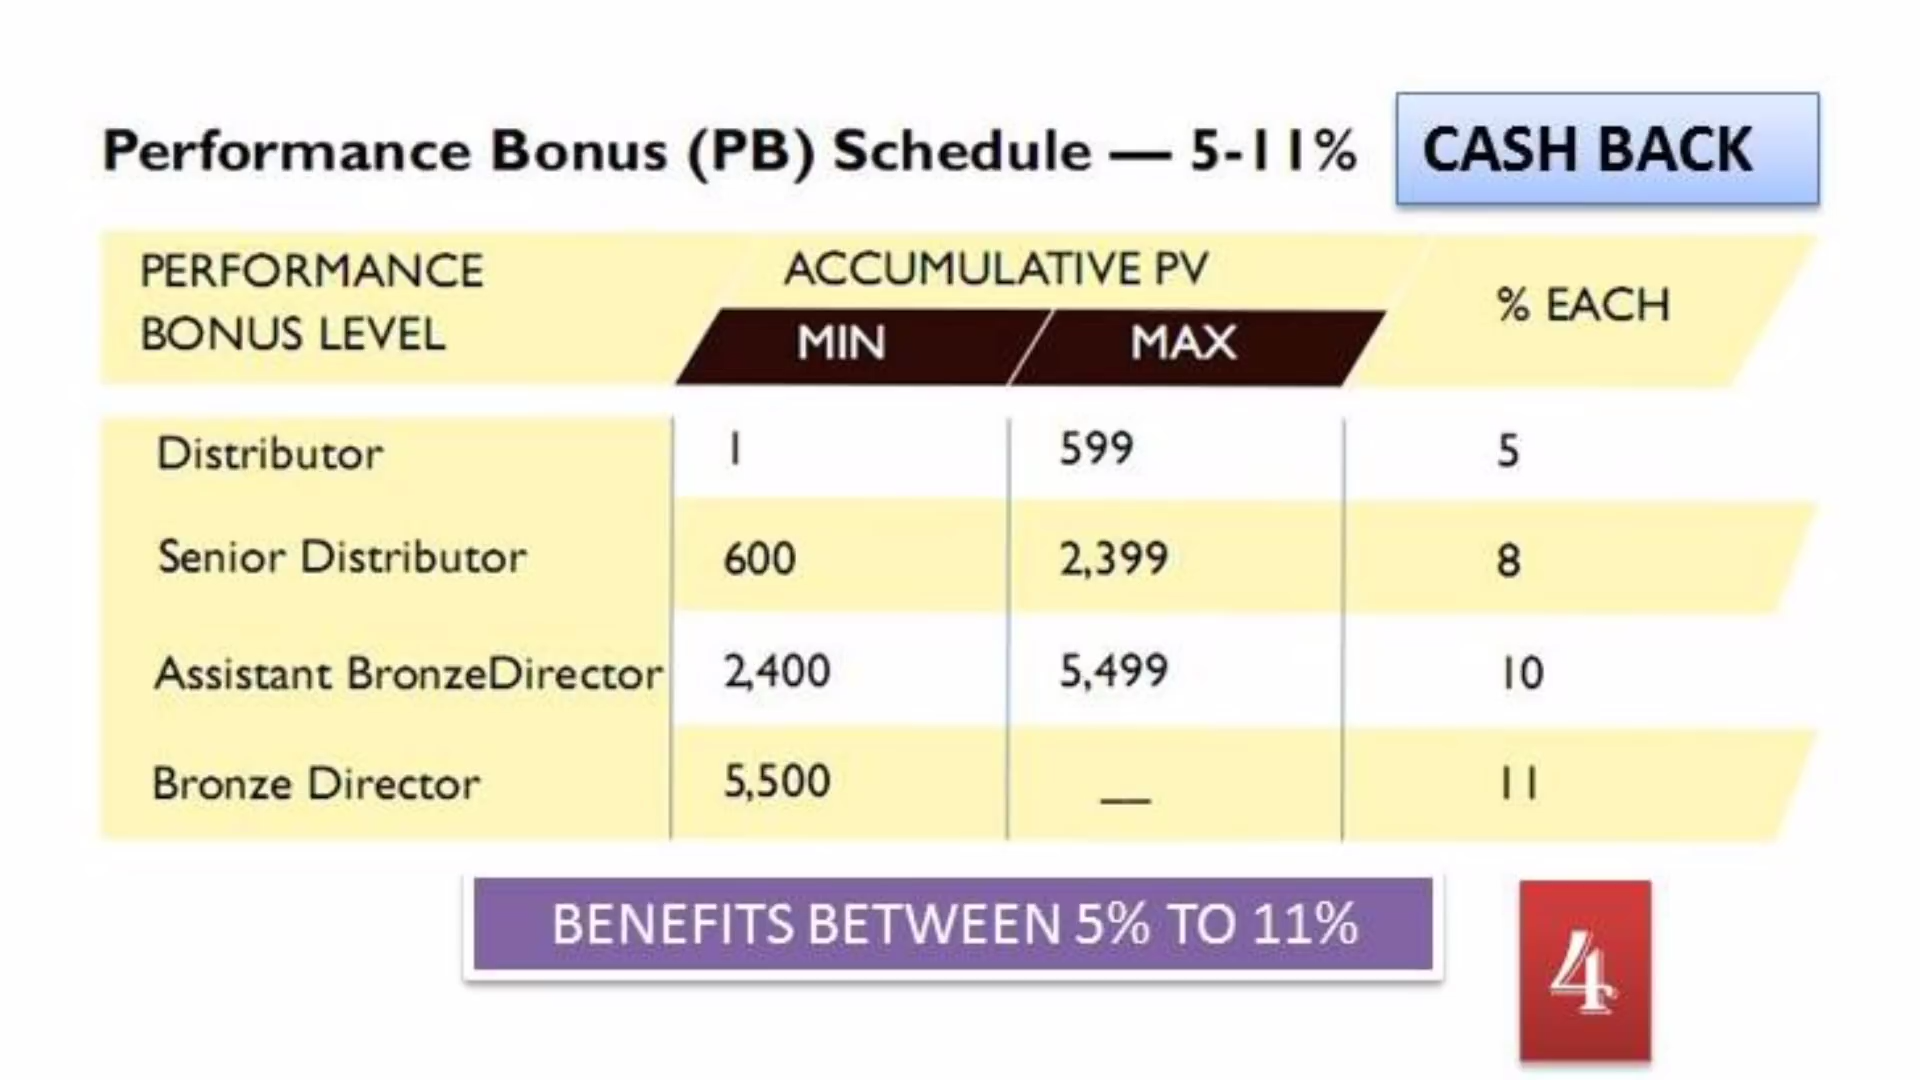 Performance Bonus (PB) Schedule — 5-11%
CASH BACK
PERFORMANCE BONUS LEVEL
ACCUMULATIVE PV
% EACH
MIN MAX
Distributor 1 599 5
Senior Distributor 600 2,399 8
Assistant BronzeDirector 2,400 5,499 10
Bronze Director 5,500 — 11
BENEFITS BETWEEN 5% TO 11%
4